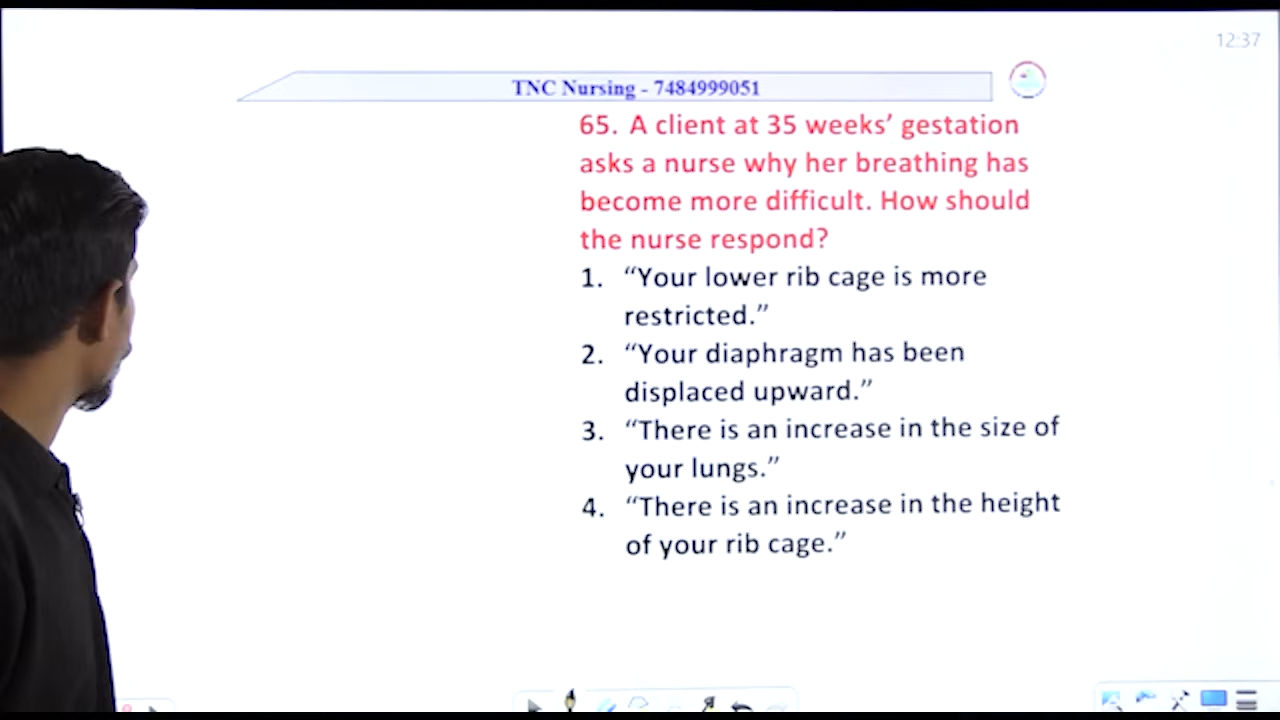 12:37
TNC Nursing - 7484999051
65. A client at 35 weeks’ gestation
asks a nurse why her breathing has
become more difficult. How should
the nurse respond?
1. “Your lower rib cage is more
restricted.”
2. “Your diaphragm has been
displaced upward.”
3. “There is an increase in the size of
your lungs.”
4. “There is an increase in the height
of your rib cage.”